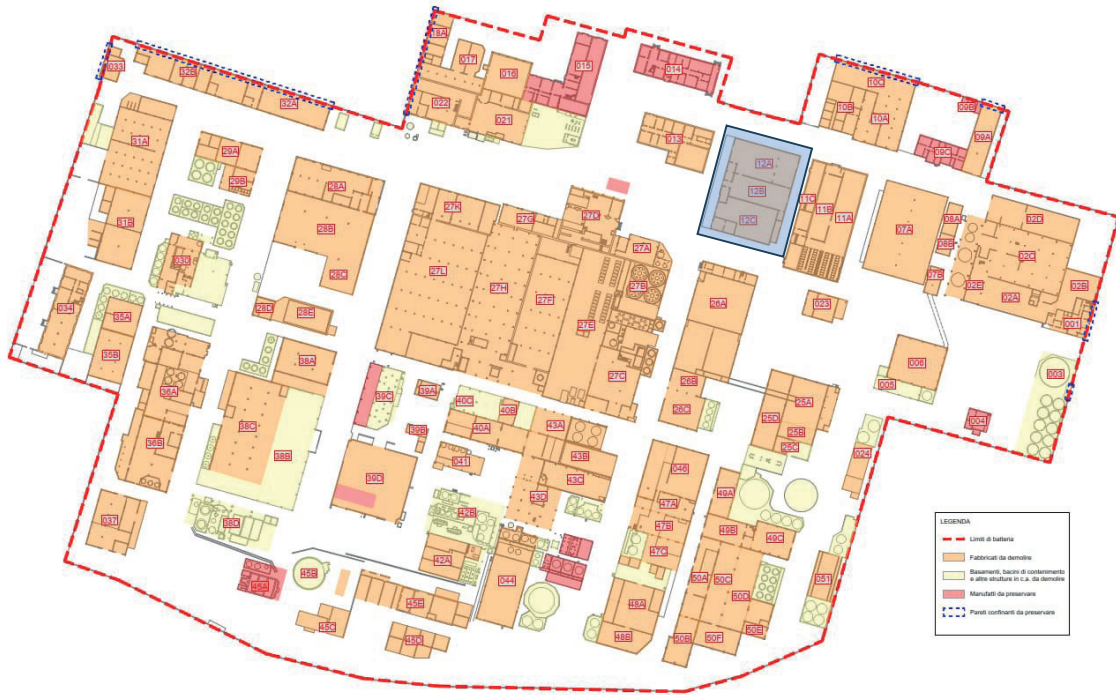 18A
017
016
015
014
022
021
013
033
32B
32A
31A
31B
29A
29B
28A
28B
28C
28D
28E
030
034
35A
35B
10C
10B
10A
09B
09A
09C
12A
12B
12C
11C
11B
11A
07A
08A
08B
07B
02D
02C
02E
02A
02B
001
27K
27G
27D
27A
27L
27H
27F
27B
27E
27C
26A
26B
26C
023
006
005
003
004
36A
36B
38A
38C
38B
38D
037
39C
39A
39B
39D
40C
40B
40A
43A
43B
43C
43D
041
42B
42A
044
45A
45B
45C
45D
45E
046
47A
47B
47C
48A
48B
25A
25D
25B
25C
024
49A
49B
49C
50A
50C
50D
50E
50F
50B
051
LEGENDA
Limiti di batteria
Fabbricati da demolire
Basamenti, bacini di contenimento
e altre strutture in c.a. da demolire
Manufatti da preservare
Pareti confinanti da preservare